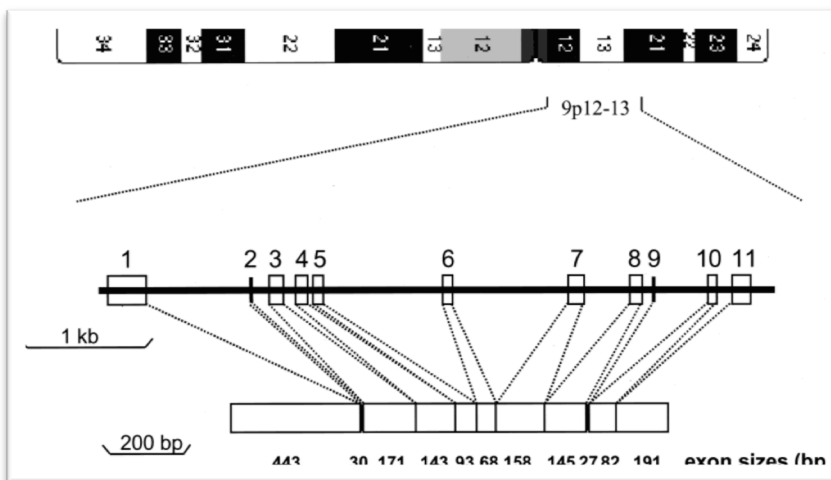 34 33 32 31 22 21 13 12 12 13 21 22 23 24
9p12-13
1 2 3 4 5 6 7 8 9 10 11
1 kb
200 bp
443 30 171 143 93 68 158 145 27 82 191 exon sizes (bp